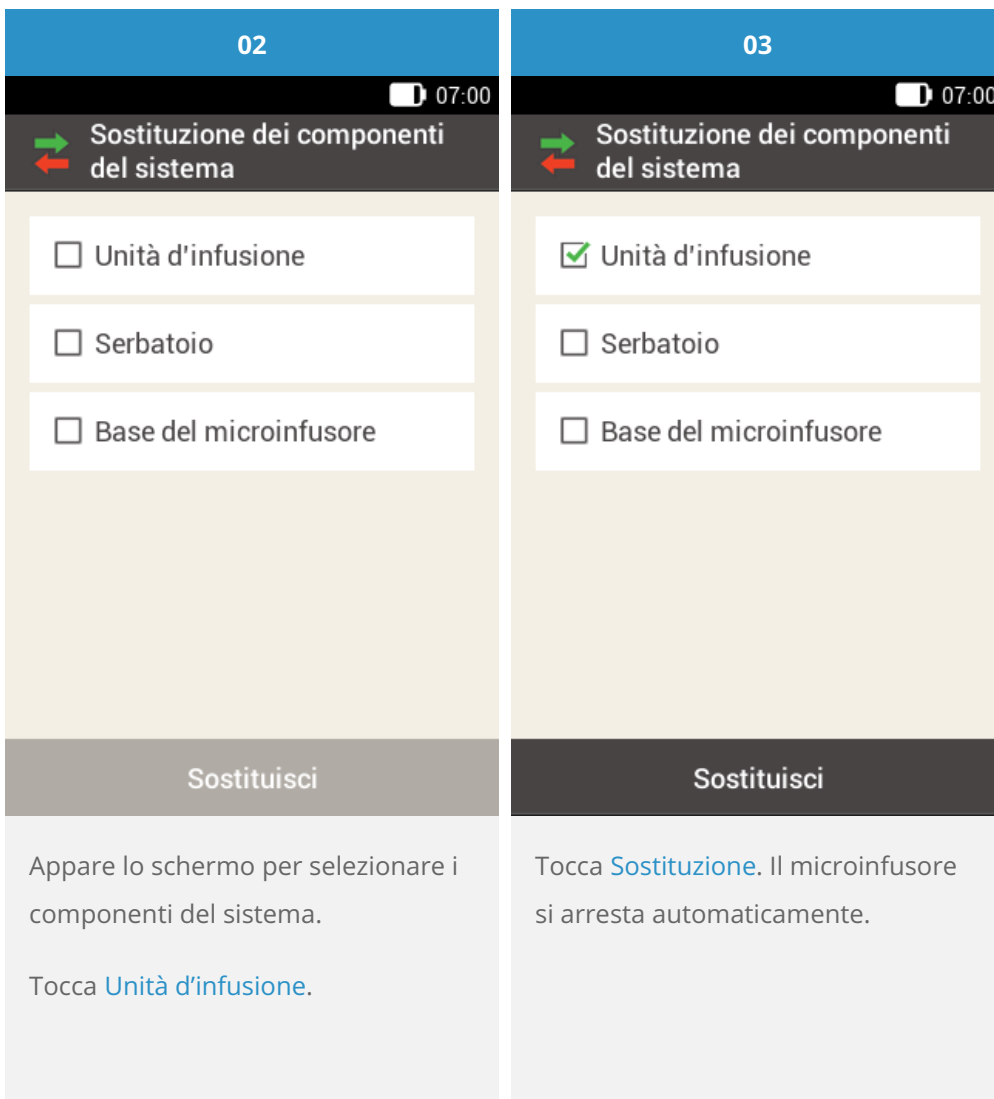 02
07:00
Sostituzione dei componenti
del sistema
Unità d'infusione
Serbatoio
Base del microinfusore
Sostituisci
Appare lo schermo per selezionare i
componenti del sistema.
Tocca Unità d’infusione.
03
07:00
Sostituzione dei componenti
del sistema
Unità d'infusione
Serbatoio
Base del microinfusore
Sostituisci
Tocca Sostituzione. Il microinfusore
si arresta automaticamente.